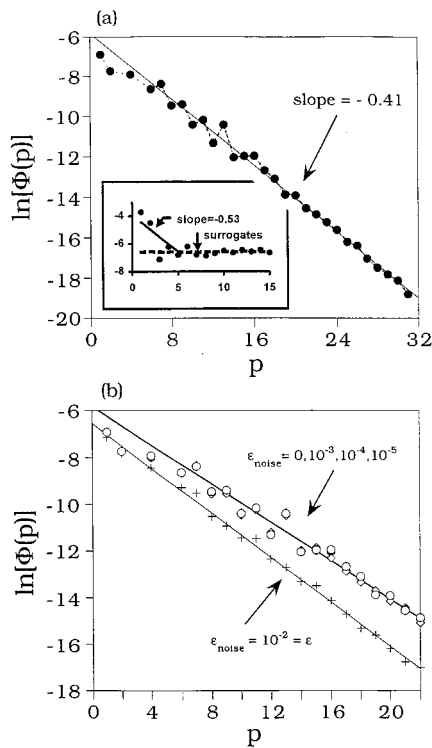 (a)
ln[Φ(p)]
-6
-8
-10
-12
-14
-16
-18
-20
slope = - 0.41
-4
-6
-8
slope=-0.53
surrogates
0 5 10 15
0 8 16 24 32
p
(b)
ln[Φ(p)]
-6
-8
-10
-12
-14
-16
-18
εnoise = 0,10-3,10-4,10-5
εnoise = 10-2 = ε
0 4 8 12 16 20
p